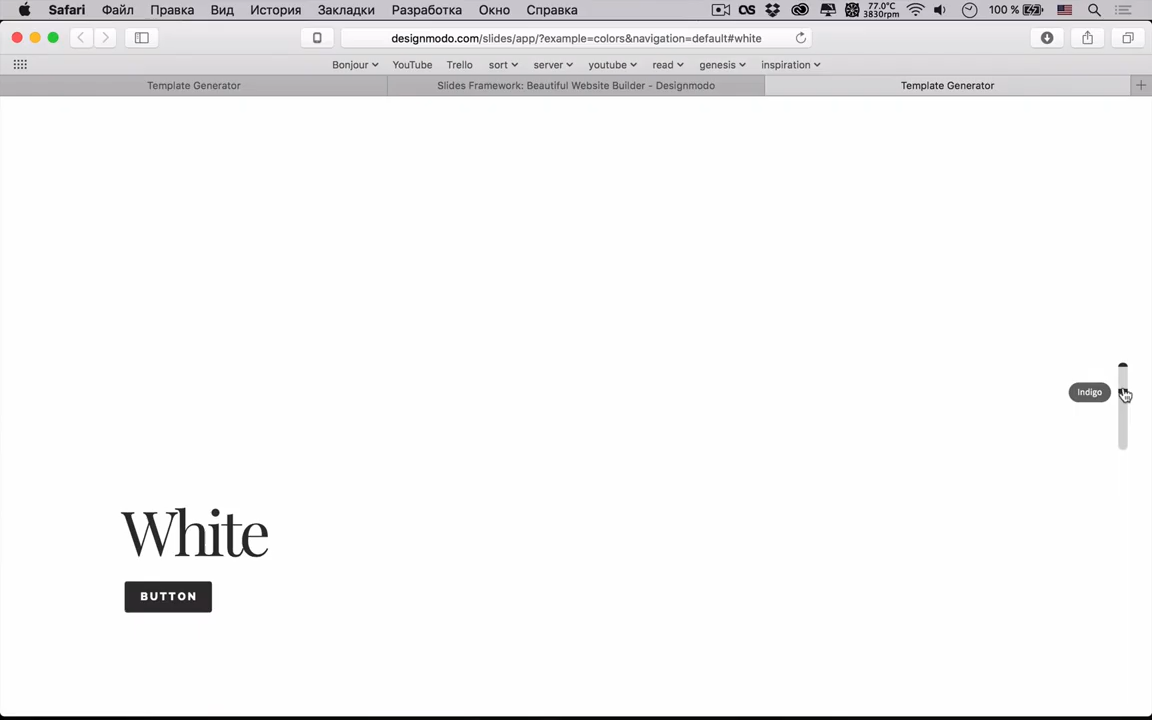 Safari Файл Правка Вид История Закладки Разработка Окно Справка 77.0°C 3830rpm 100 %
designmodo.com/slides/app/?example=colors&navigation=default#white
Bonjour YouTube Trello sort server youtube read genesis inspiration
Template Generator Slides Framework: Beautiful Website Builder - Designmodo Template Generator
Indigo
White
BUTTON